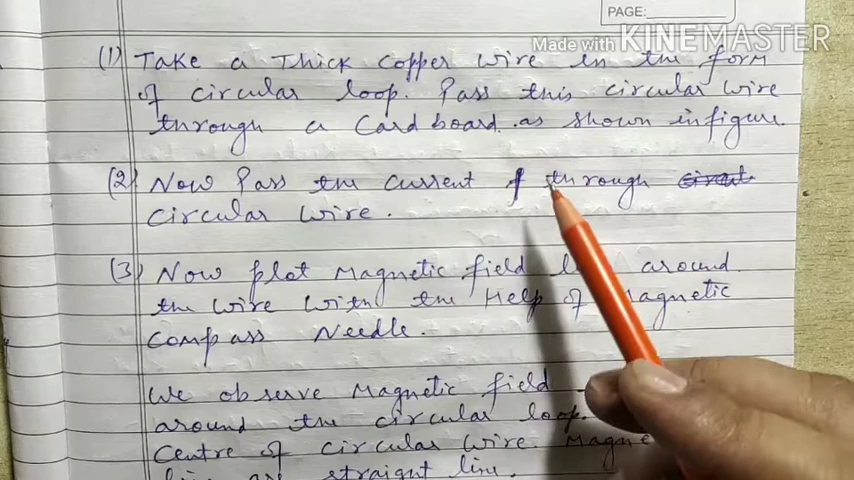 PAGE:
Made with KINEMASTER
(1) Take a Thick copper wire in the form
of circular loop. Pass this circular wire
through a Card board. as shown in figure.
(2) Now Pass the current through
circular wire.
(3) Now plot Magnetic field around
the wire with the Help of Magnetic
Compass Needle.
We observe Magnetic field
around the circular loop.
Centre of circular wire.
are straight line.